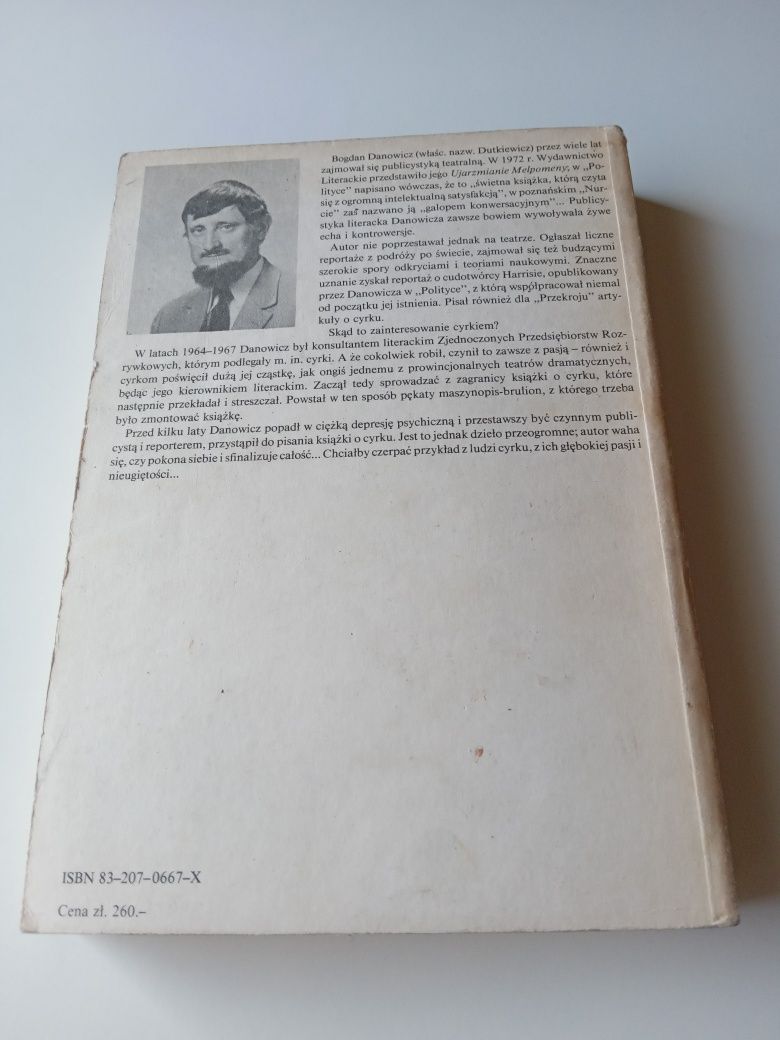 Bogdan Danowicz (właśc. nazw. Dutkiewicz) przez wiele lat
zajmował się publicystyką teatralną. W 1972 r. Wydawnictwo
Literackie przedstawiło jego Ujarzmianie Melpomeny, w „Po-
lityce” napisano wówczas, że to „świetna książka, którą czyta
się z ogromną intelektualną satysfakcją”, w poznańskim „Nur-
cie” zaś nazwano ją „galopem konwersacyjnym”... Publicy-
styka literacka Danowicza zawsze bowiem wywoływała żywe
echa i kontrowersje.
Autor nie poprzestawał jednak na teatrze. Ogłaszał liczne
reportaże z podróży po świecie, zajmował się też budzącymi
szerokie spory odkryciami i teoriami naukowymi. Znaczne
uznanie zyskał reportaż o cudotwórcy Harrisie, opublikowany
przez Danowicza w „Polityce”, z którą współpracował niemal
od początku jej istnienia. Pisał również dla „Przekroju” arty-
kuły o cyrku.
Skąd to zainteresowanie cyrkiem?
W latach 1964–1967 Danowicz był konsultantem literackim Zjednoczonych Przedsiębiorstw Roz-
rywkowych, którym podlegały m. in. cyrki. A że cokolwiek robił, czynił to zawsze z pasją – również i
cyrkom poświęcił dużą jej cząstkę, jak ongiś jednemu z prowincjonalnych teatrów dramatycznych,
będąc jego kierownikiem literackim. Zaczął tedy sprowadzać z zagranicy książki o cyrku, które
następnie przekładał i streszczał. Powstał w ten sposób pękaty maszynopis-brulion, z którego trzeba
było zmontować książkę.
Przed kilku laty Danowicz popadł w ciężką depresję psychiczną i przestawszy być czynnym publi-
cystą i reporterem, przystąpił do pisania książki o cyrku. Jest to jednak dzieło przeogromne; autor waha
się, czy pokona siebie i sfinalizuje całość... Chciałby czerpać przykład z ludzi cyrku, z ich głębokiej pasji i
nieugiętości...
ISBN 83–207–0667–X
Cena zł. 260.–